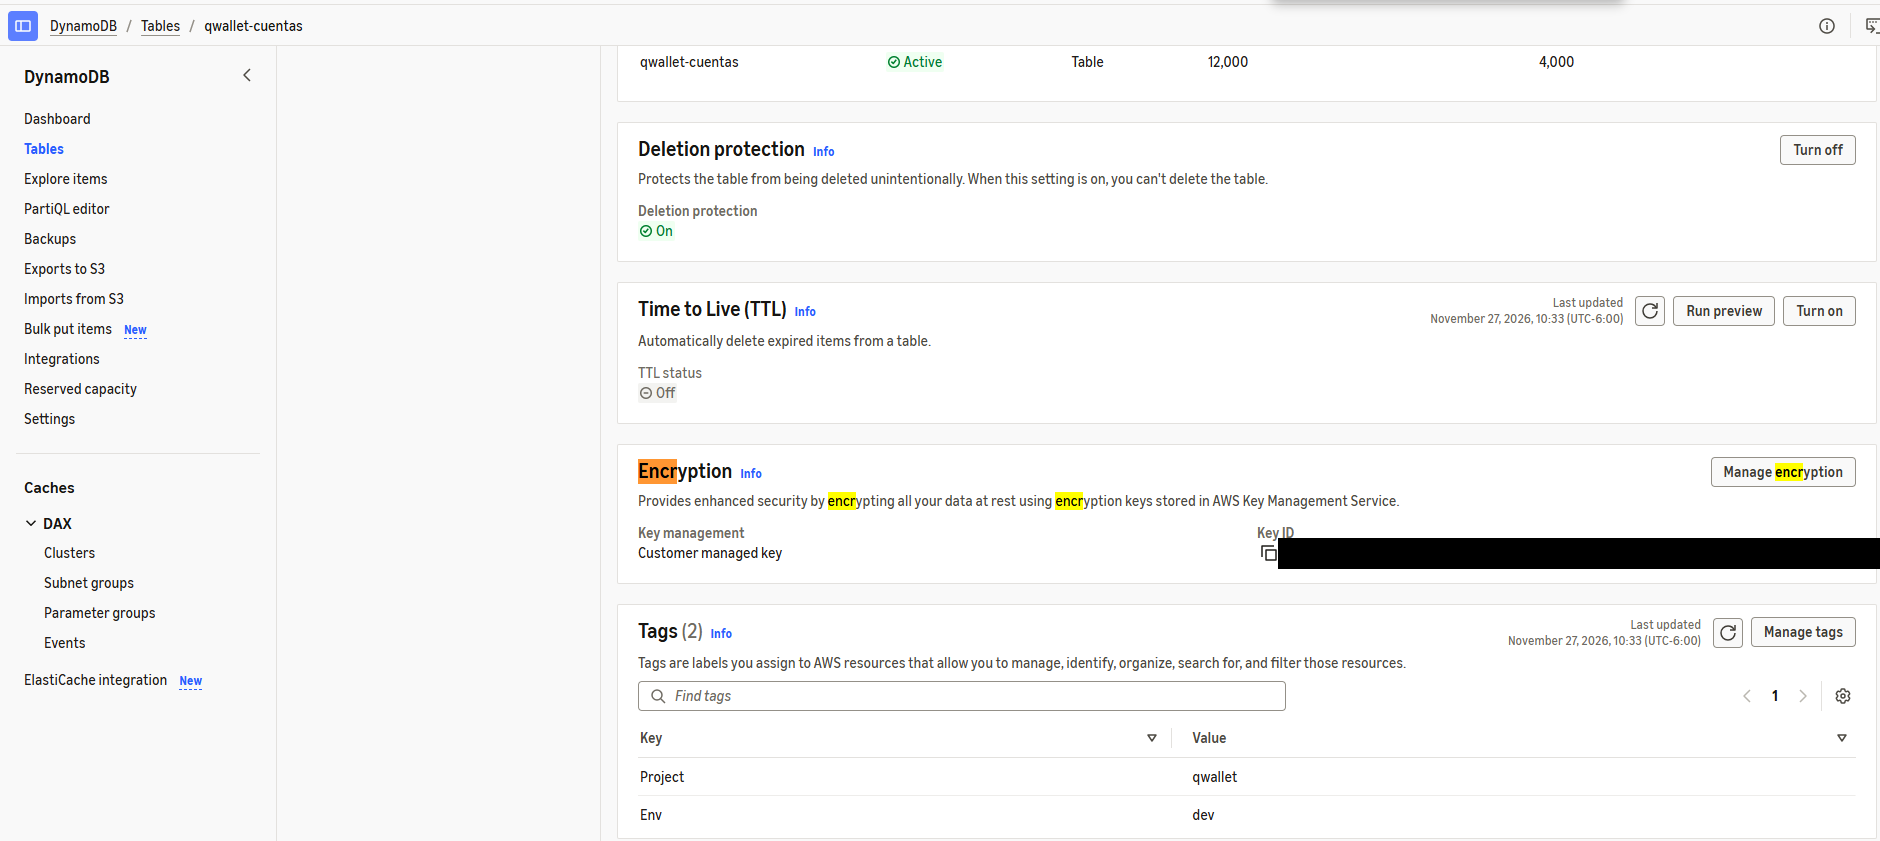 DynamoDB / Tables / qwallet-cuentas
DynamoDB
Dashboard
Tables
Explore items
PartiQL editor
Backups
Exports to S3
Imports from S3
Bulk put items New
Integrations
Reserved capacity
Settings
Caches
DAX
Clusters
Subnet groups
Parameter groups
Events
ElastiCache integration New
qwallet-cuentas Active Table 12,000 4,000
Deletion protection Info
Turn off
Protects the table from being deleted unintentionally. When this setting is on, you can't delete the table.
Deletion protection
On
Time to Live (TTL) Info
Last updated
November 27, 2026, 10:33 (UTC-6:00)
Run preview
Turn on
Automatically delete expired items from a table.
TTL status
Off
Encryption Info
Manage encryption
Provides enhanced security by encrypting all your data at rest using encryption keys stored in AWS Key Management Service.
Key management
Customer managed key
Key ID
Tags (2) Info
Last updated
November 27, 2026, 10:33 (UTC-6:00)
Manage tags
Tags are labels you assign to AWS resources that allow you to manage, identify, organize, search for, and filter those resources.
Find tags
1
Key Value
Project qwallet
Env dev